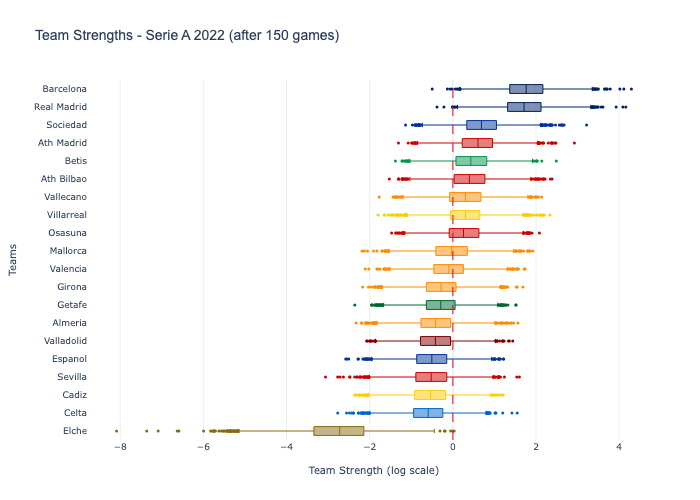 Team Strengths - Serie A 2022 (after 150 games)
Barcelona
Real Madrid
Sociedad
Ath Madrid
Betis
Ath Bilbao
Vallecano
Villarreal
Osasuna
Mallorca
Valencia
Girona
Getafe
Almeria
Valladolid
Espanol
Sevilla
Cadiz
Celta
Elche
Teams
−8 −6 −4 −2 0 2 4
Team Strength (log scale)